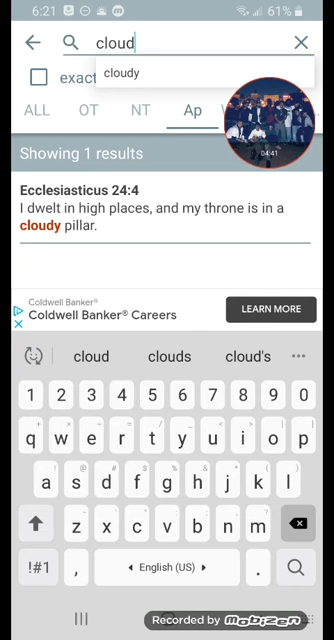 6:21 61%
cloud
exact
cloudy
ALL OT NT Ap
04:41
Showing 1 results
Ecclesiasticus 24:4
I dwelt in high places, and my throne is in a
cloudy pillar.
Coldwell Banker®
Coldwell Banker® Careers
LEARN MORE
cloud clouds cloud's
1 2 3 4 5 6 7 8 9 0
q w e r t y u i o p
a s d f g h j k l
z x c v b n m
!#1 , English (US) .
Recorded by mobizen